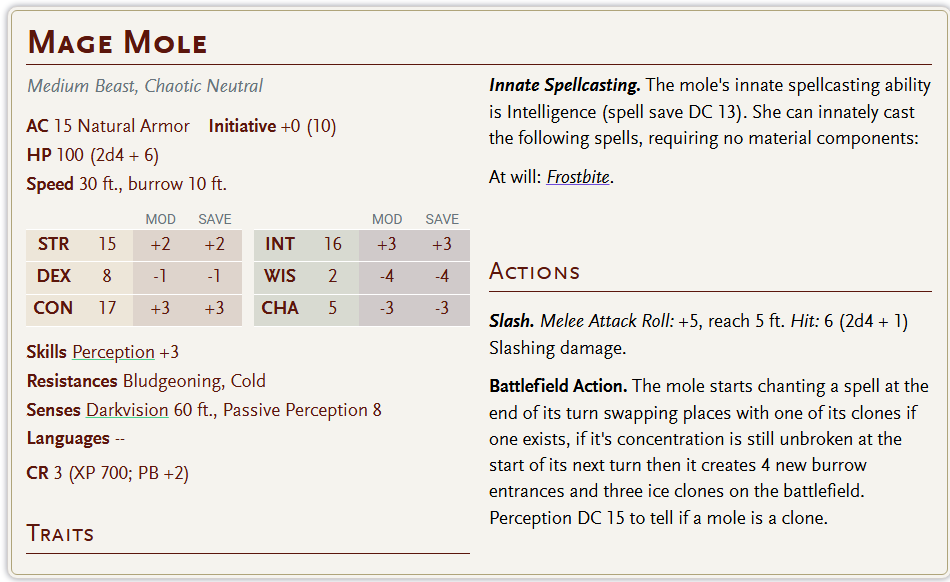 Mage Mole
Medium Beast, Chaotic Neutral
AC 15 Natural Armor Initiative +0 (10)
HP 100 (2d4 + 6)
Speed 30 ft., burrow 10 ft.
MOD SAVE MOD SAVE
STR 15 +2 +2 INT 16 +3 +3
DEX 8 -1 -1 WIS 2 -4 -4
CON 17 +3 +3 CHA 5 -3 -3
Skills Perception +3
Resistances Bludgeoning, Cold
Senses Darkvision 60 ft., Passive Perception 8
Languages --
CR 3 (XP 700; PB +2)
Traits
Innate Spellcasting. The mole's innate spellcasting ability
is Intelligence (spell save DC 13). She can innately cast
the following spells, requiring no material components:
At will: Frostbite.
Actions
Slash. Melee Attack Roll: +5, reach 5 ft. Hit: 6 (2d4 + 1)
Slashing damage.
Battlefield Action. The mole starts chanting a spell at the
end of its turn swapping places with one of its clones if
one exists, if it's concentration is still unbroken at the
start of its next turn then it creates 4 new burrow
entrances and three ice clones on the battlefield.
Perception DC 15 to tell if a mole is a clone.